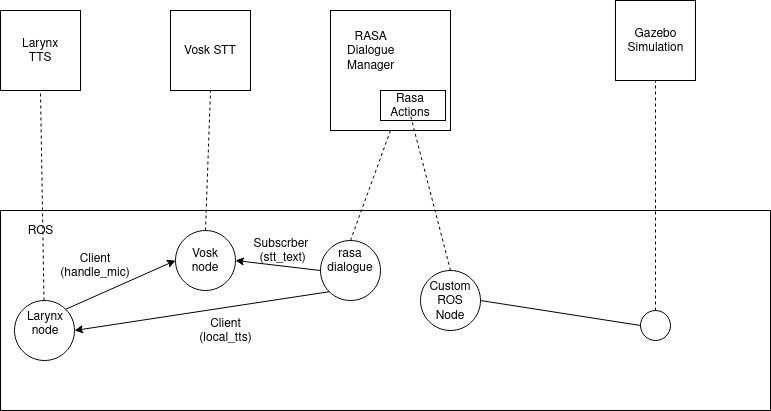 Larynx
TTS
Vosk STT
RASA
Dialogue
Manager
Rasa
Actions
Gazebo
Simulation
ROS
Client
(handle_mic)
Vosk
node
Subscrber
(stt_text)
rasa
dialogue
Custom
ROS
Node
Larynx
node
Client
(local_tts)